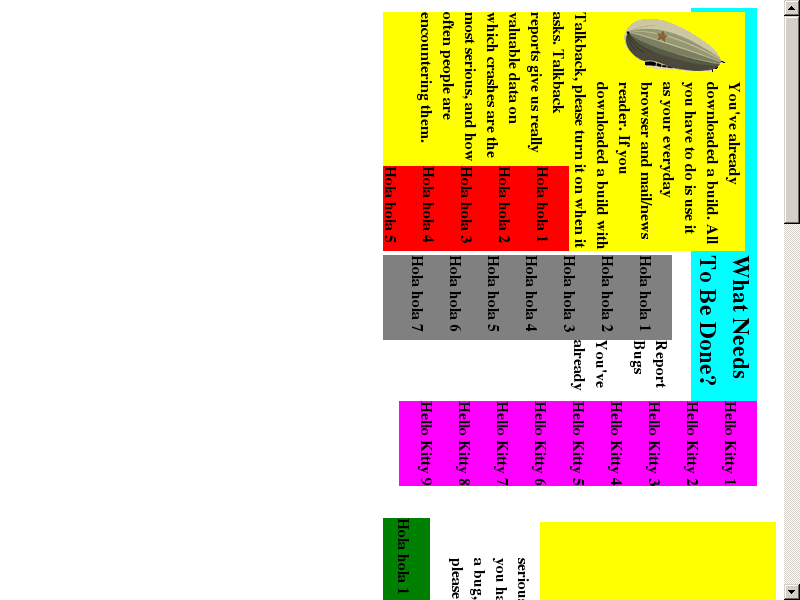 You've already
downloaded a build. All
you have to do is use it
as your everyday
browser and mail/news
reader. If you
downloaded a build with
Talkback, please turn it on when it
asks. Talkback
reports give us really
valuable data on
which crashes are the
most serious, and how
often people are
encountering them.
Hola hola 1
Hola hola 2
Hola hola 3
Hola hola 4
Hola hola 5
What Needs
To Be Done?
Hola hola 1
Hola hola 2
Hola hola 3
Hola hola 4
Hola hola 5
Hola hola 6
Hola hola 7
Report
Bugs
You've
already
Hello Kitty 1
Hello Kitty 2
Hello Kitty 3
Hello Kitty 4
Hello Kitty 5
Hello Kitty 6
Hello Kitty 7
Hello Kitty 8
Hello Kitty 9
you ha
a bug,
please
Hola hola 1